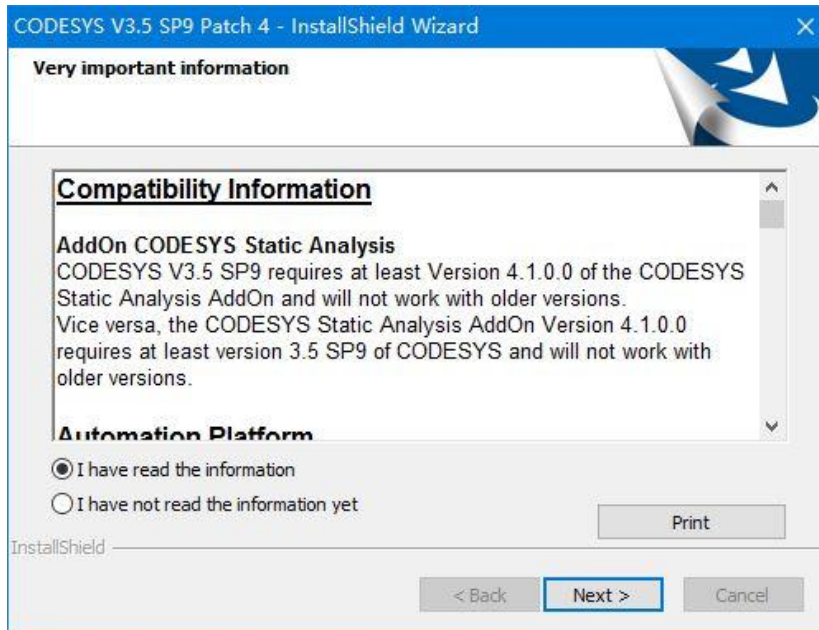 CODESYS V3.5 SP9 Patch 4 - InstallShield Wizard
Very important information
Compatibility Information
AddOn CODESYS Static Analysis
CODESYS V3.5 SP9 requires at least Version 4.1.0.0 of the CODESYS
Static Analysis AddOn and will not work with older versions.
Vice versa, the CODESYS Static Analysis AddOn Version 4.1.0.0
requires at least version 3.5 SP9 of CODESYS and will not work with
older versions.
Automation Platform
I have read the information
I have not read the information yet
Print
InstallShield
< Back Next > Cancel